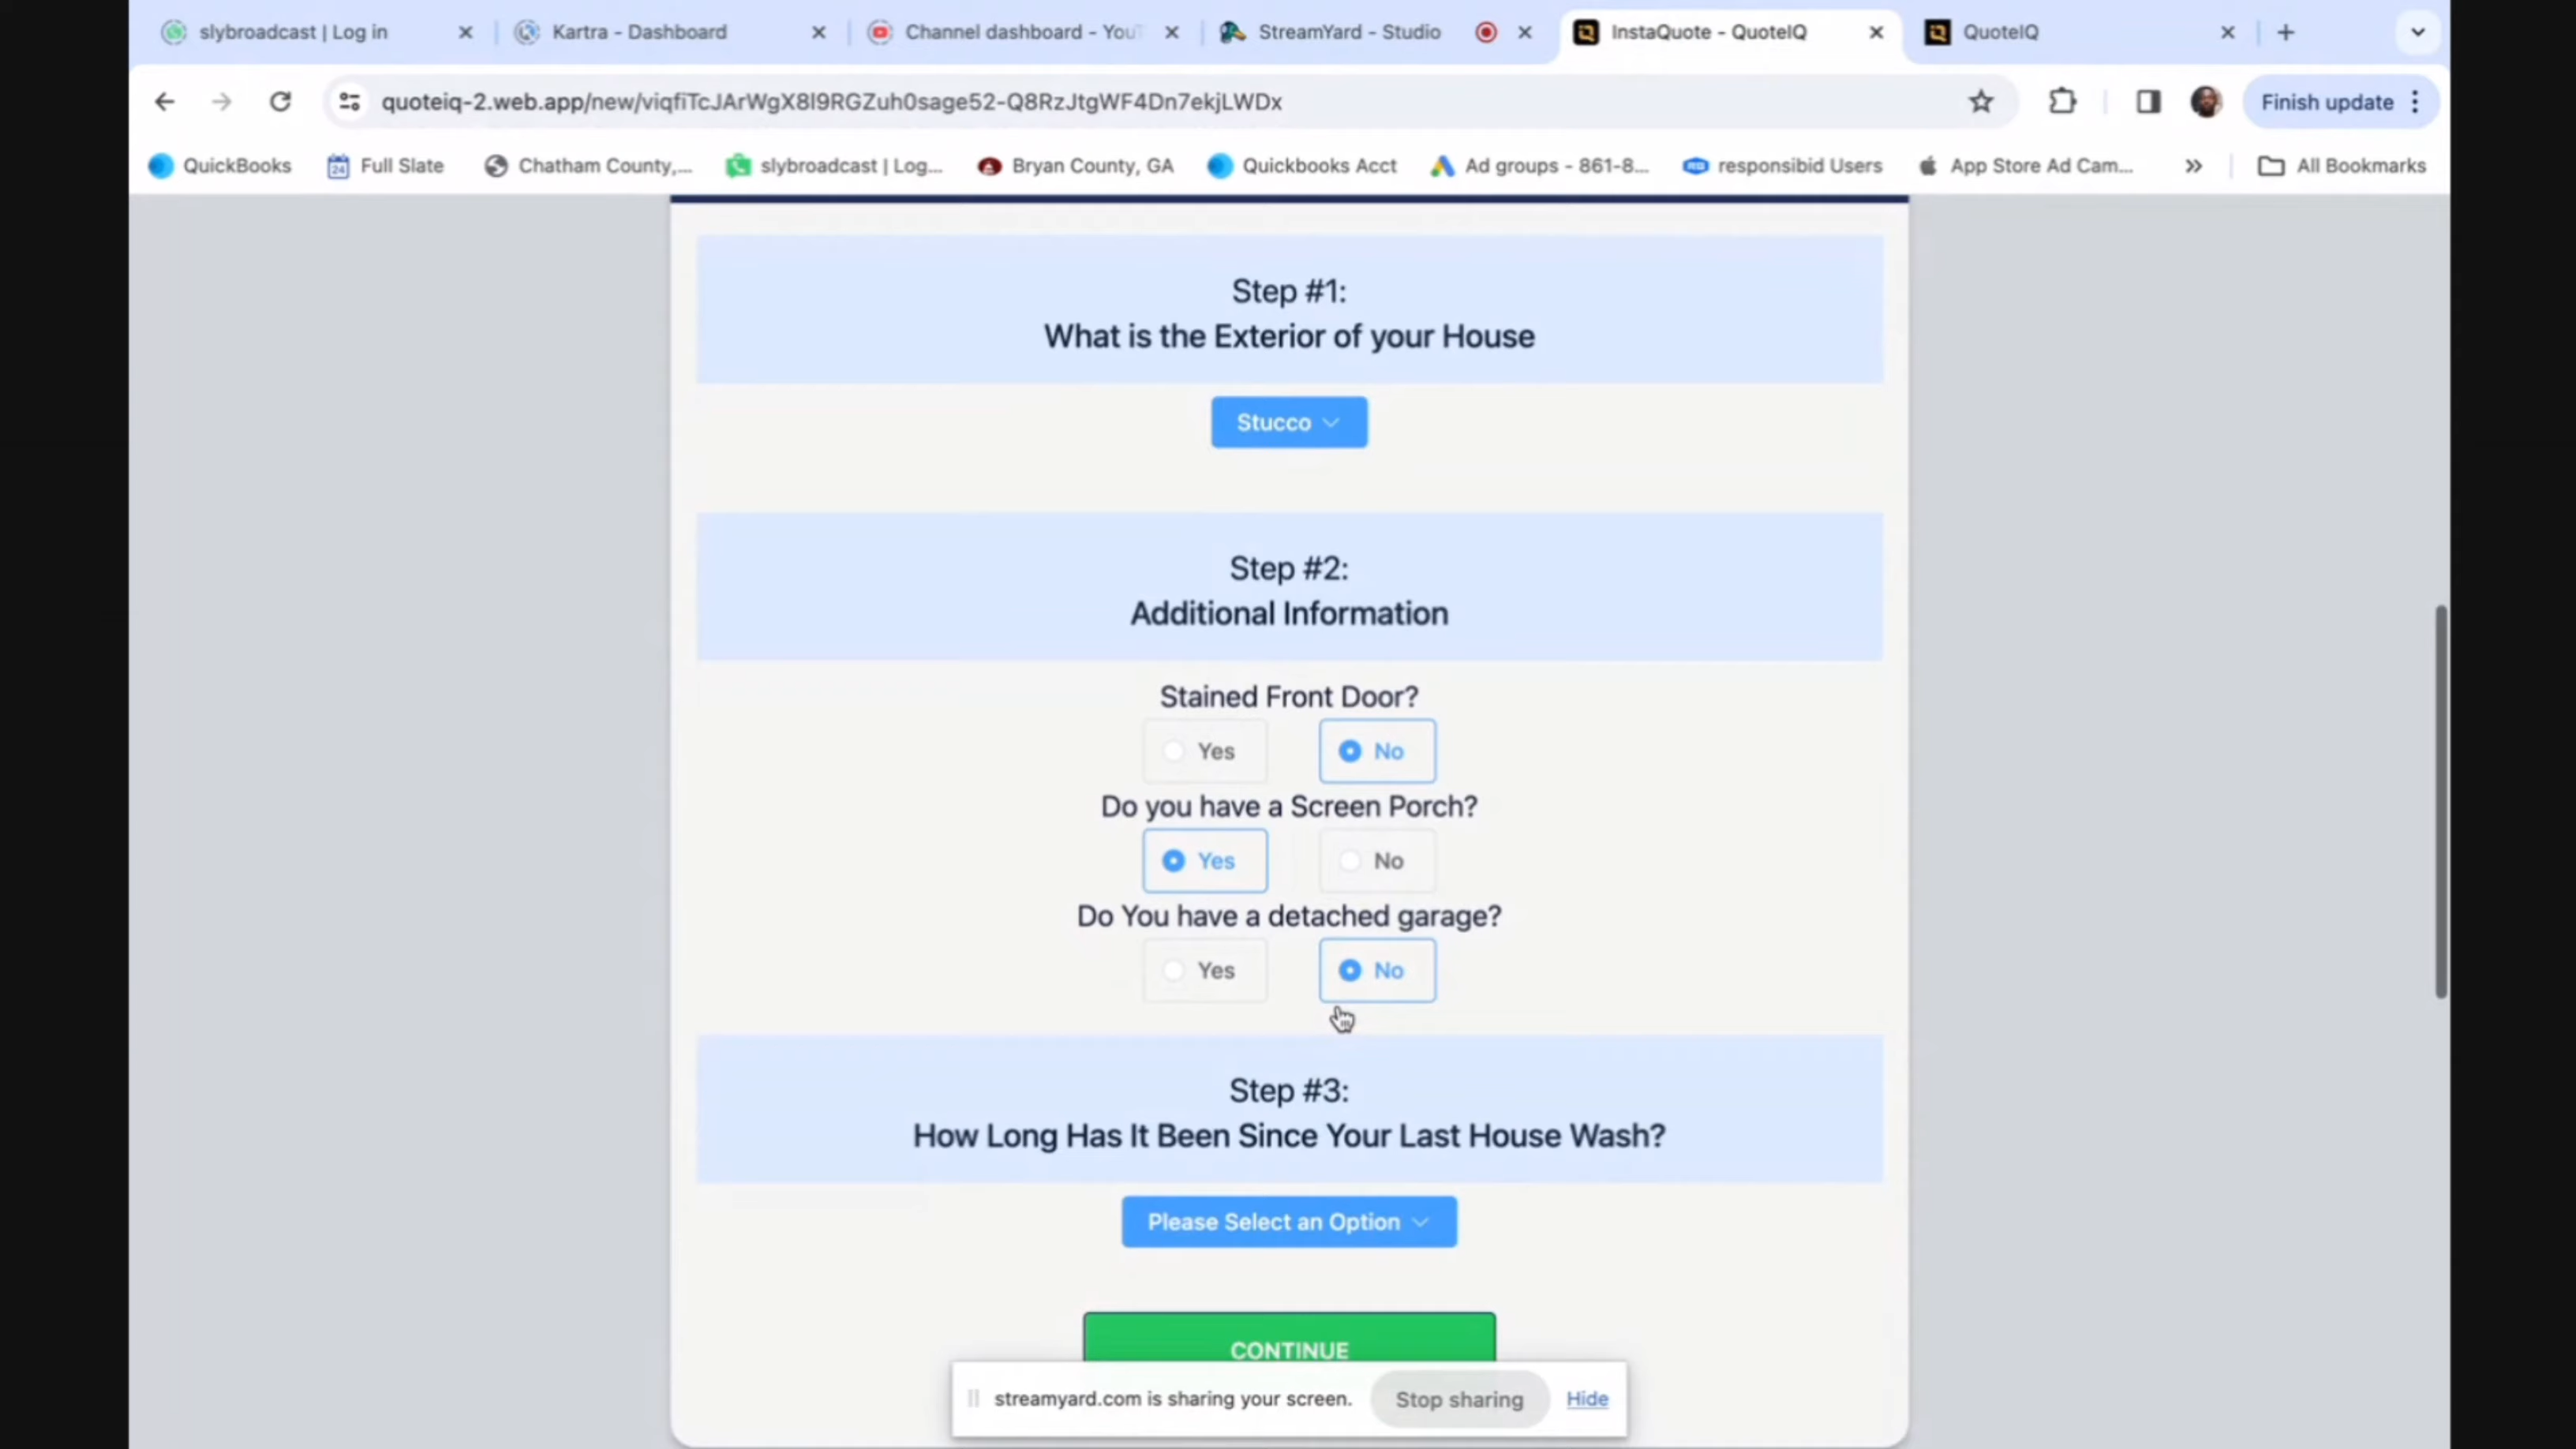 slybroadcast | Log in
Kartra - Dashboard
Channel dashboard - YouT
StreamYard - Studio
InstaQuote - QuoteIQ
QuoteIQ
quoteiq-2.web.app/new/viqfiTcJArWgX8l9RGZuh0sage52-Q8RzJtgWF4Dn7ekjLWDx
Finish update
QuickBooks
24
Full Slate
Chatham County,...
slybroadcast | Log...
Bryan County, GA
Quickbooks Acct
Ad groups - 861-8...
responsibid Users
App Store Ad Cam...
All Bookmarks
Step #1:
What is the Exterior of your House
Stucco
Step #2:
Additional Information
Stained Front Door?
Yes No
Do you have a Screen Porch?
Yes No
Do You have a detached garage?
Yes No
Step #3:
How Long Has It Been Since Your Last House Wash?
Please Select an Option
CONTINUE
streamyard.com is sharing your screen. Stop sharing Hide